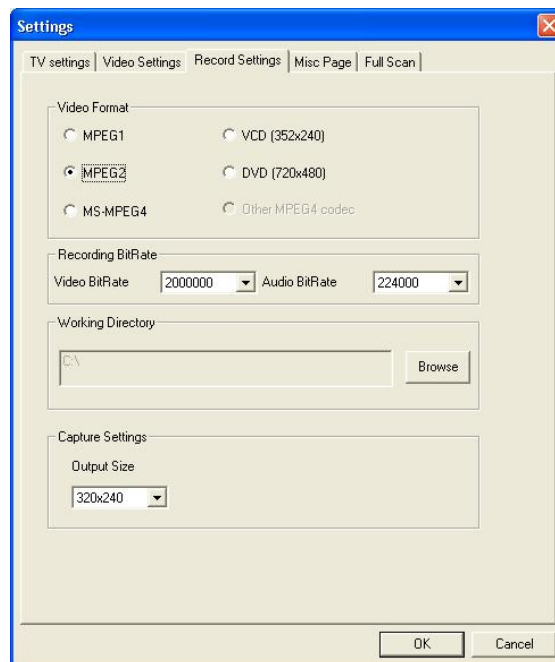 Settings
TV settings Video Settings Record Settings Misc Page Full Scan
Video Format
MPEG1 VCD (352x240)
MPEG2 DVD (720x480)
MS-MPEG4 Other MPEG4 codec
Recording BitRate
Video BitRate 2000000 Audio BitRate 224000
Working Directory
C:\
Browse
Capture Settings
Output Size
320x240
OK Cancel